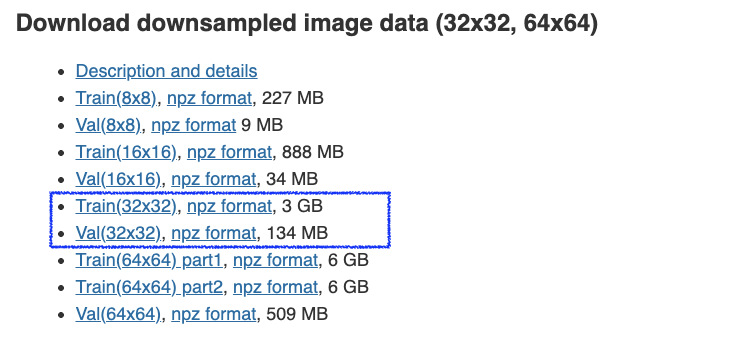 Download downsampled image data (32x32, 64x64)
Description and details
Train(8x8), npz format, 227 MB
Val(8x8), npz format 9 MB
Train(16x16), npz format, 888 MB
Val(16x16), npz format, 34 MB
Train(32x32), npz format, 3 GB
Val(32x32), npz format, 134 MB
Train(64x64) part1, npz format, 6 GB
Train(64x64) part2, npz format, 6 GB
Val(64x64), npz format, 509 MB